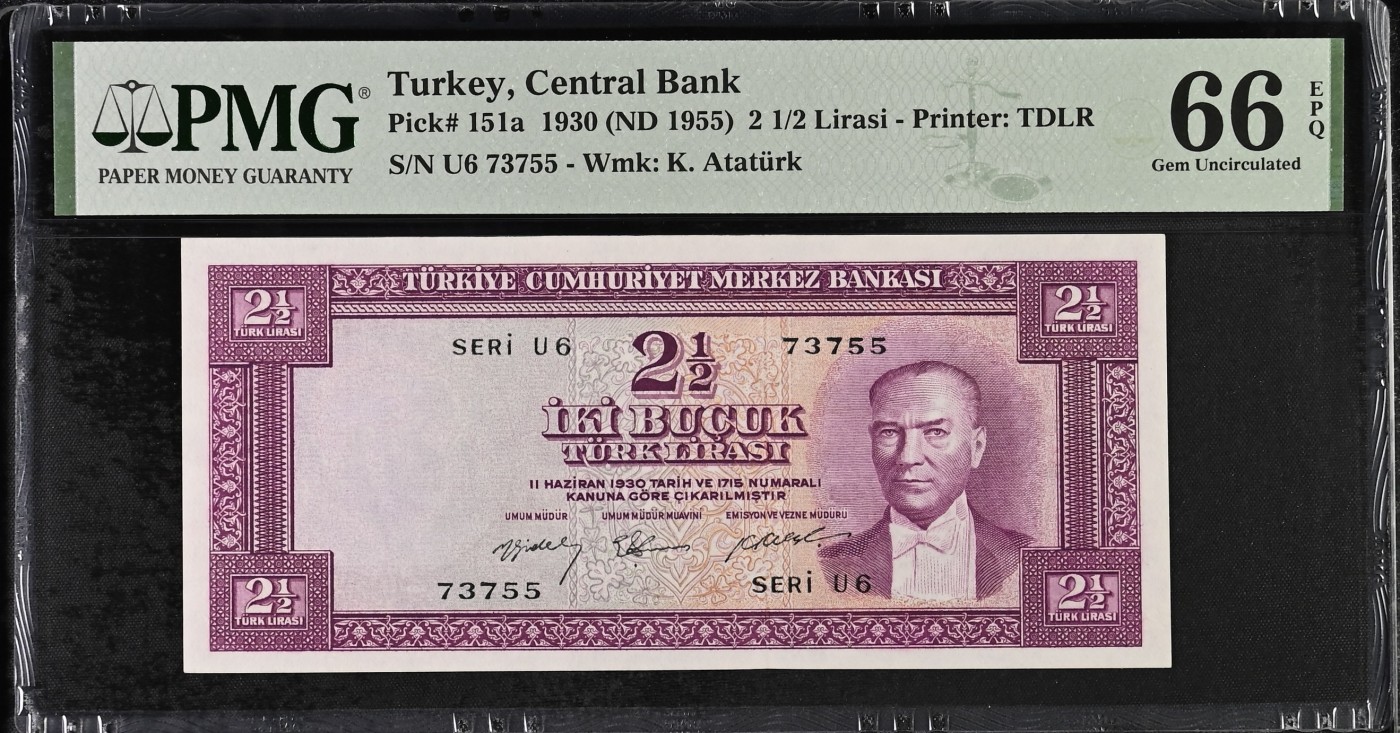 PMG®
PAPER MONEY GUARANTY
Turkey, Central Bank
Pick# 151a 1930 (ND 1955) 2 1/2 Lirasi - Printer: TDLR
S/N U6 73755 - Wmk: K. Atatürk
66 EPQ
Gem Uncirculated
TÜRKİYE CUMHURİYET MERKEZ BANKASI
2½
TÜRK LİRASI
2½
TÜRK LİRASI
SERİ U6
2½
73755
İKİ BUÇUK
TÜRK LİRASI
11 HAZİRAN 1930 TARİH VE 1715 NUMARALI
KANUNA GÖRE ÇIKARILMIŞTIR
UMUM MÜDÜR UMUM MÜDÜR MUAVİNİ EMİSYON VE VEZNE MÜDÜRÜ
73755
SERİ U6
2½
TÜRK LİRASI
2½
TÜRK LİRASI